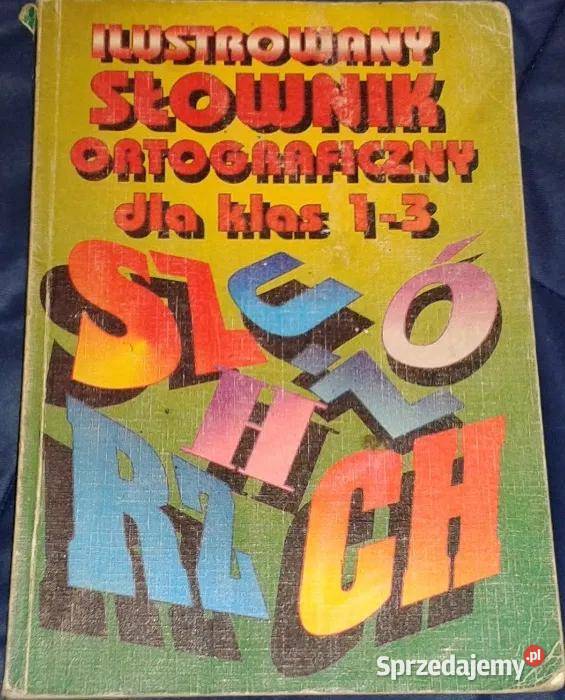 ILUSTROWANY
SŁOWNIK
ORTOGRAFICZNY
dla klas 1-3
SZ U Ó
H Ż
RZ CH
Sprzedajemy.pl